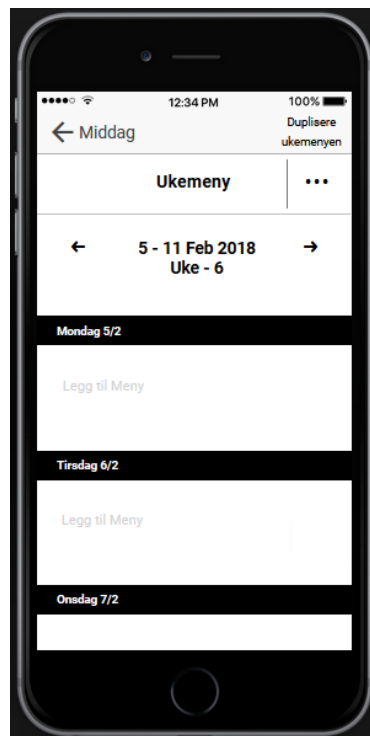 12:34 PM 100%
Middag Duplisere
ukemenyen
Ukemeny
5 - 11 Feb 2018
Uke - 6
Mondag 5/2
Legg til Meny
Tirsdag 6/2
Legg til Meny
Onsdag 7/2